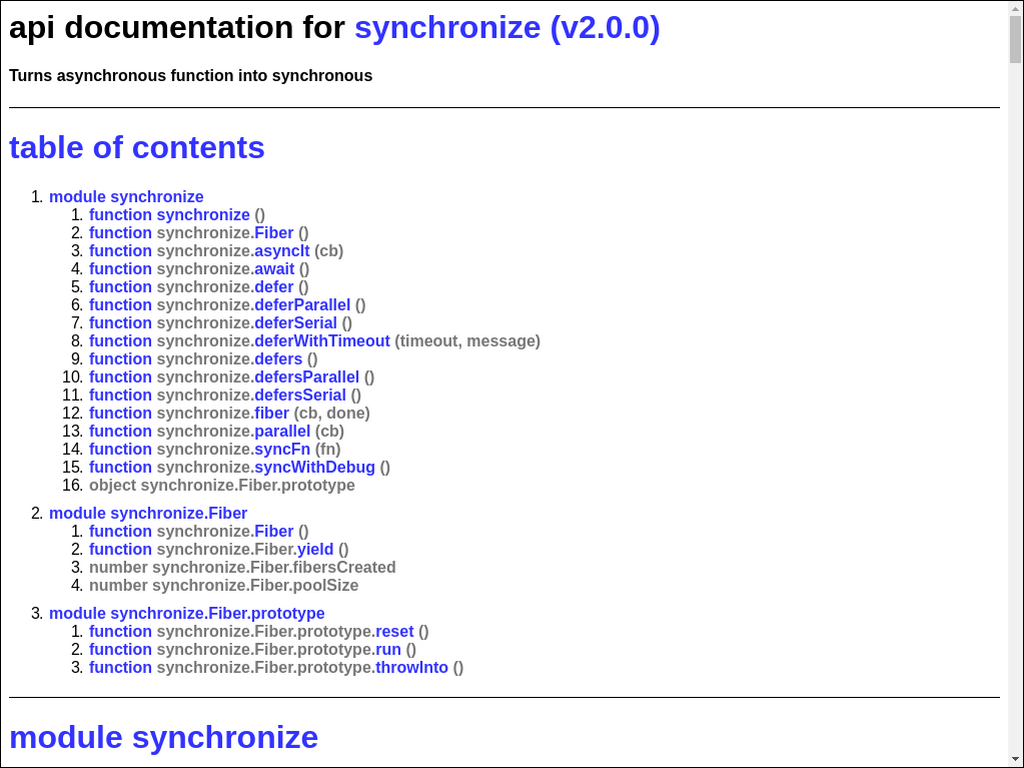 api documentation for synchronize (v2.0.0)
Turns asynchronous function into synchronous
table of contents
1. module synchronize
1. function synchronize ()
2. function synchronize.Fiber ()
3. function synchronize.asyncIt (cb)
4. function synchronize.await ()
5. function synchronize.defer ()
6. function synchronize.deferParallel ()
7. function synchronize.deferSerial ()
8. function synchronize.deferWithTimeout (timeout, message)
9. function synchronize.defers ()
10. function synchronize.defersParallel ()
11. function synchronize.defersSerial ()
12. function synchronize.fiber (cb, done)
13. function synchronize.parallel (cb)
14. function synchronize.syncFn (fn)
15. function synchronize.syncWithDebug ()
16. object synchronize.Fiber.prototype
2. module synchronize.Fiber
1. function synchronize.Fiber ()
2. function synchronize.Fiber.yield ()
3. number synchronize.Fiber.fibersCreated
4. number synchronize.Fiber.poolSize
3. module synchronize.Fiber.prototype
1. function synchronize.Fiber.prototype.reset ()
2. function synchronize.Fiber.prototype.run ()
3. function synchronize.Fiber.prototype.throwInto ()
module synchronize